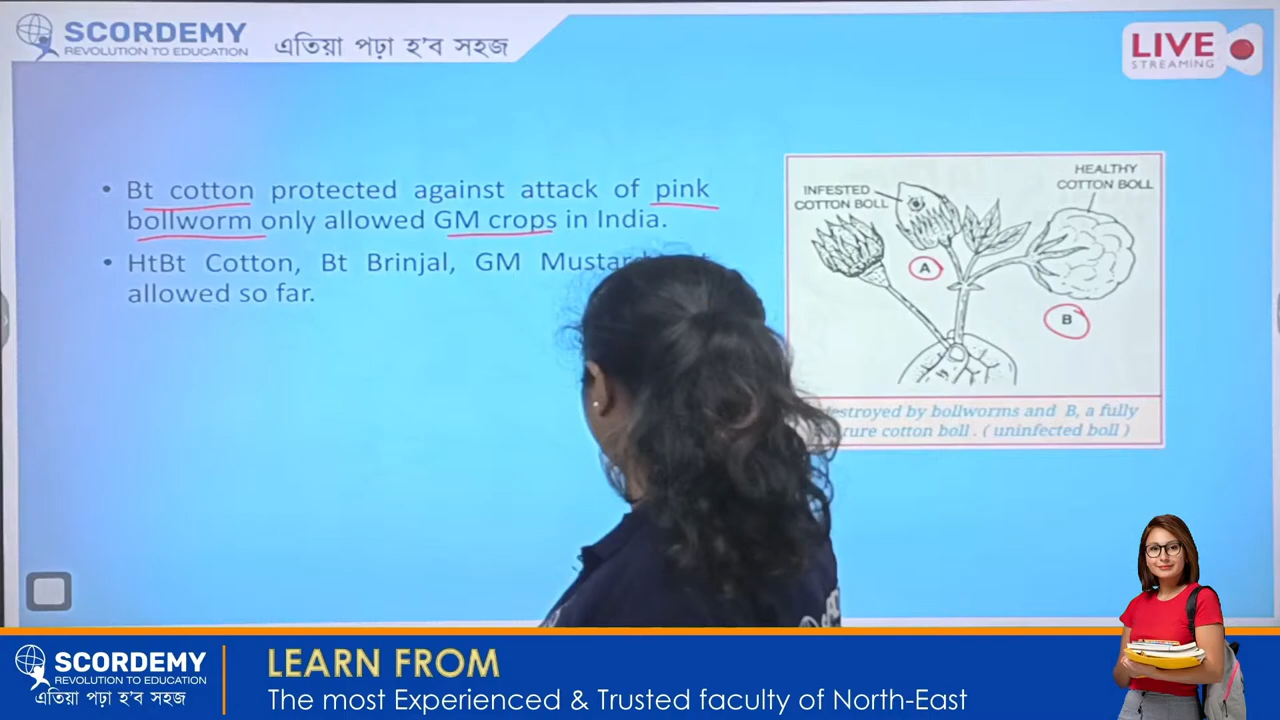 SCORDEMY
REVOLUTION TO EDUCATION
এতিয়া পঢ়া হ'ব সহজ
LIVE
STREAMING
• Bt cotton protected against attack of pink
bollworm only allowed GM crops in India.
• HtBt Cotton, Bt Brinjal, GM
allowed so far.
INFESTED
COTTON BOLL
HEALTHY
COTTON BOLL
A
B
by bollworms and B, a fully
cotton boll . ( uninfected boll )
SCORDEMY
REVOLUTION TO EDUCATION
এতিয়া পঢ়া হ'ব সহজ
LEARN FROM
The most Experienced & Trusted faculty of North-East